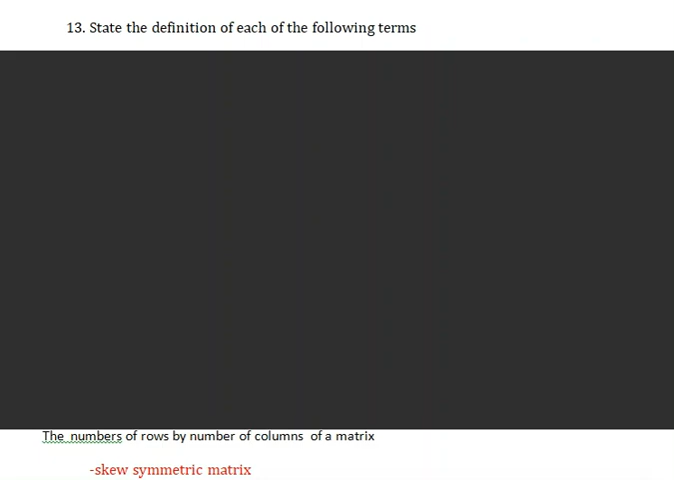 13. State the definition of each of the following terms
The numbers of rows by number of columns of a matrix
-skew symmetric matrix